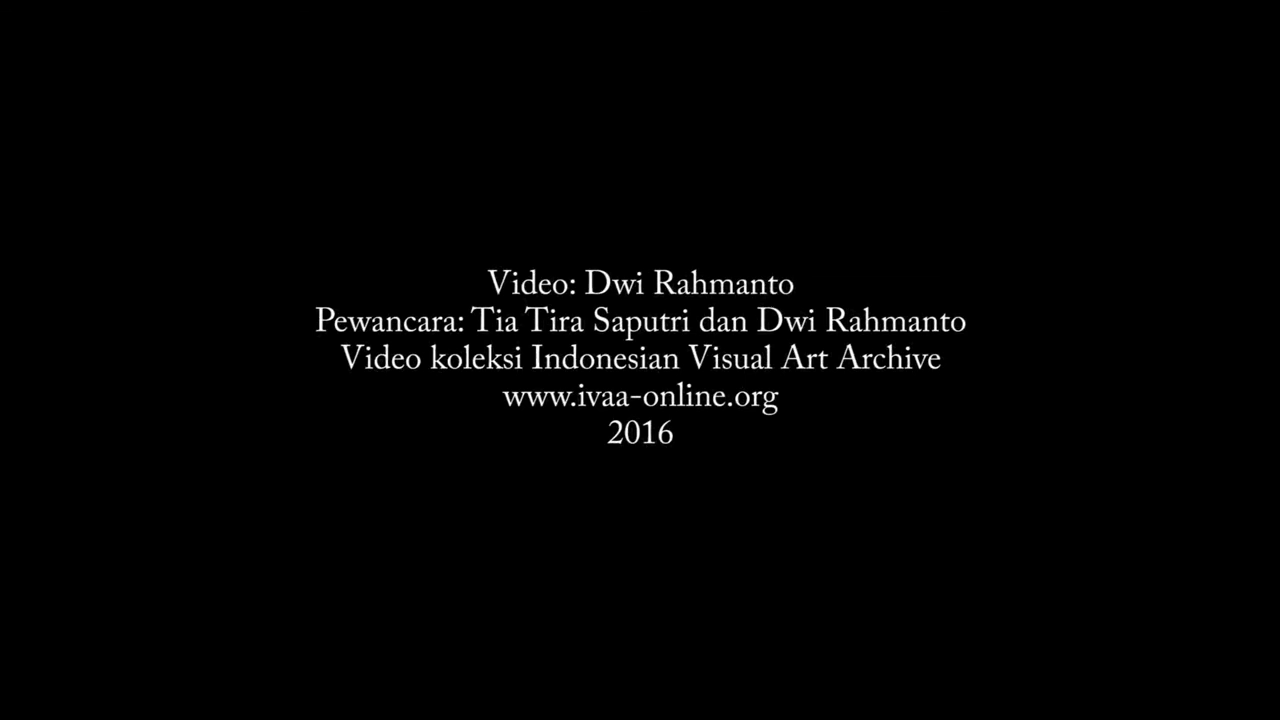 Video: Dwi Rahmanto
Pewancara: Tia Tira Saputri dan Dwi Rahmanto
Video koleksi Indonesian Visual Art Archive
www.ivaa-online.org
2016